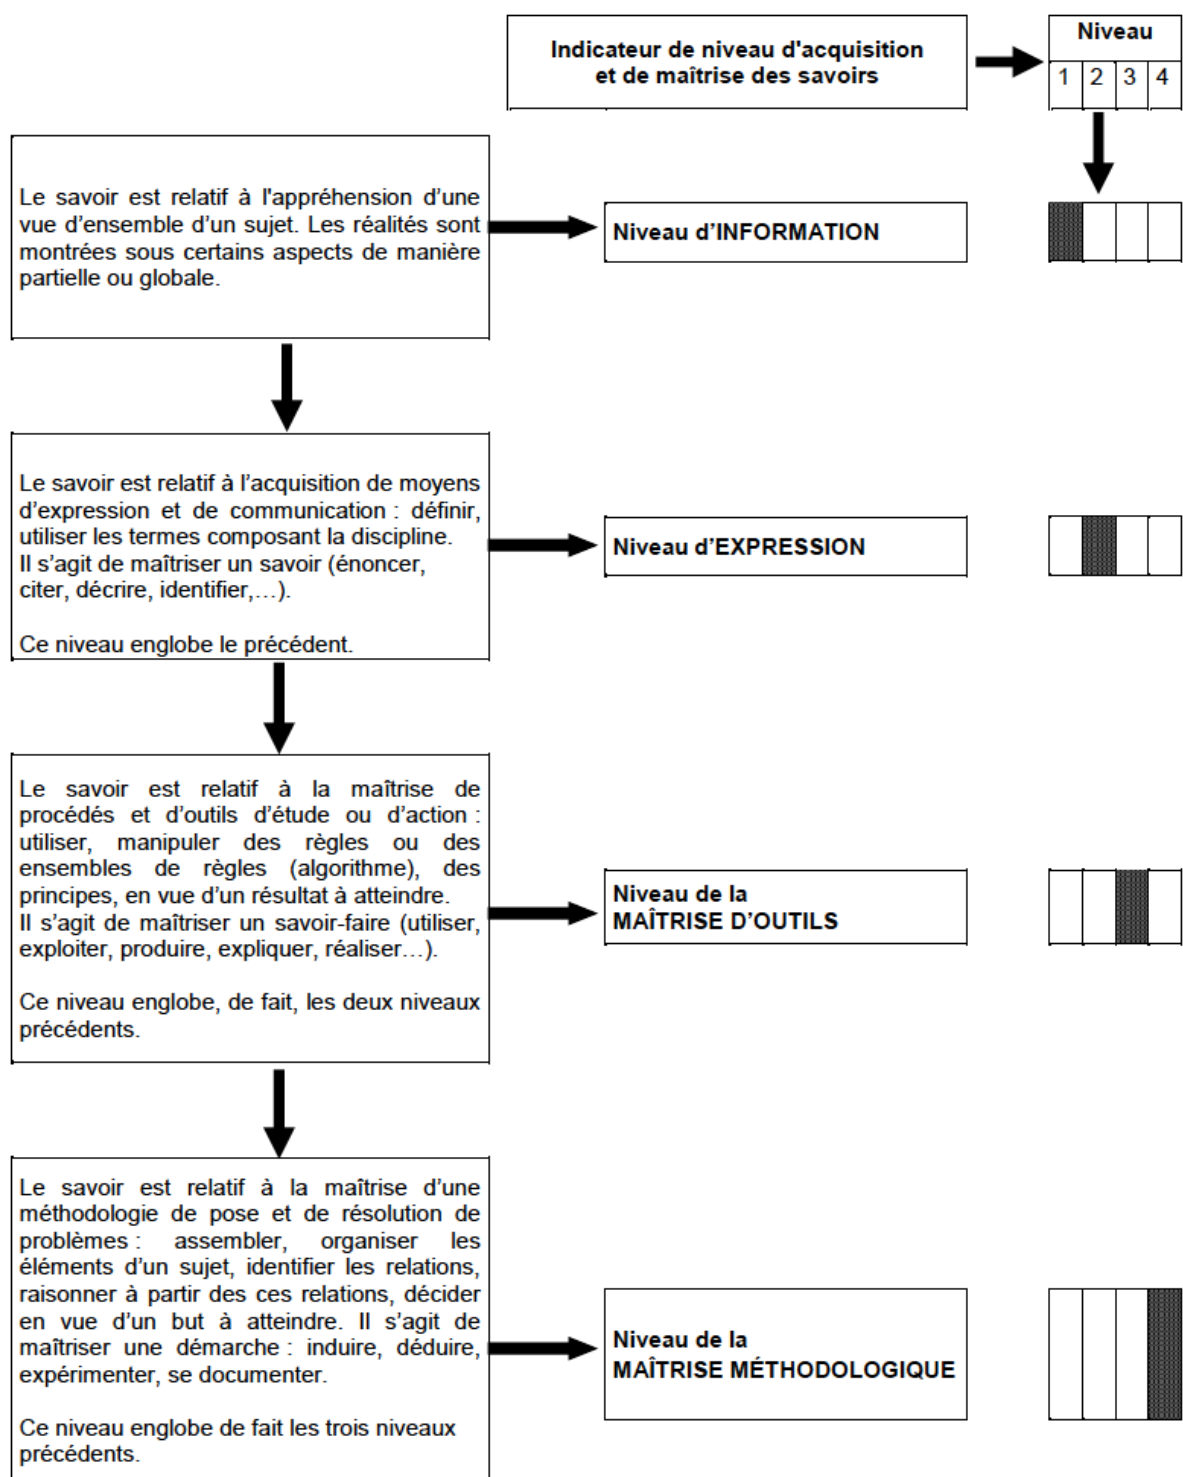 Indicateur de niveau d'acquisition
et de maîtrise des savoirs
Niveau
1 2 3 4
Le savoir est relatif à l'appréhension d’une
vue d’ensemble d’un sujet. Les réalités sont
montrées sous certains aspects de manière
partielle ou globale.
Niveau d’INFORMATION
Le savoir est relatif à l’acquisition de moyens
d’expression et de communication : définir,
utiliser les termes composant la discipline.
Il s’agit de maîtriser un savoir (énoncer,
citer, décrire, identifier,…).
Ce niveau englobe le précédent.
Niveau d’EXPRESSION
Le savoir est relatif à la maîtrise de
procédés et d’outils d’étude ou d’action :
utiliser, manipuler des règles ou des
ensembles de règles (algorithme), des
principes, en vue d’un résultat à atteindre.
Il s’agit de maîtriser un savoir-faire (utiliser,
exploiter, produire, expliquer, réaliser…).
Ce niveau englobe, de fait, les deux niveaux
précédents.
Niveau de la
MAÎTRISE D’OUTILS
Le savoir est relatif à la maîtrise d’une
méthodologie de pose et de résolution de
problèmes : assembler, organiser les
éléments d’un sujet, identifier les relations,
raisonner à partir des ces relations, décider
en vue d’un but à atteindre. Il s’agit de
maîtriser une démarche : induire, déduire,
expérimenter, se documenter.
Ce niveau englobe de fait les trois niveaux
précédents.
Niveau de la
MAÎTRISE MÉTHODOLOGIQUE